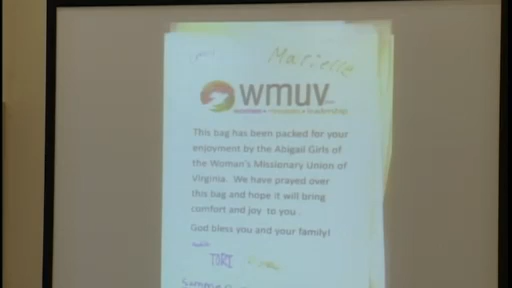 Marielle
wmuv
This bag has been packed for your
enjoyment by the Abigail Girls of
the Woman's Missionary Union of
Virginia. We have prayed over
this bag and hope it will bring
comfort and joy to you.
God bless you and your family!
TORI